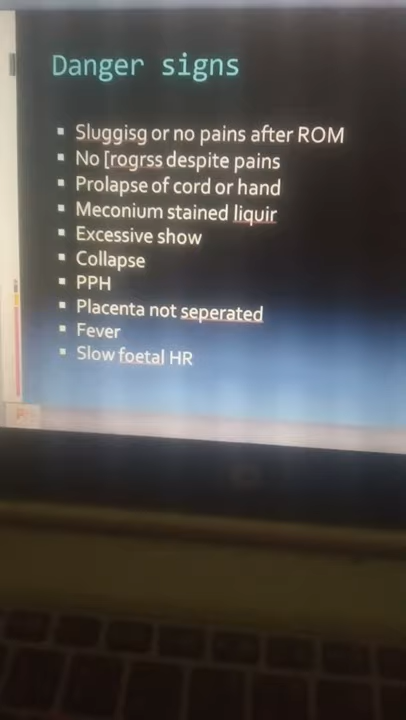 Danger signs
▪ Sluggisg or no pains after ROM
▪ No [rogrss despite pains
▪ Prolapse of cord or hand
▪ Meconium stained liquir
▪ Excessive show
▪ Collapse
▪ PPH
▪ Placenta not seperated
▪ Fever
▪ Slow foetal HR